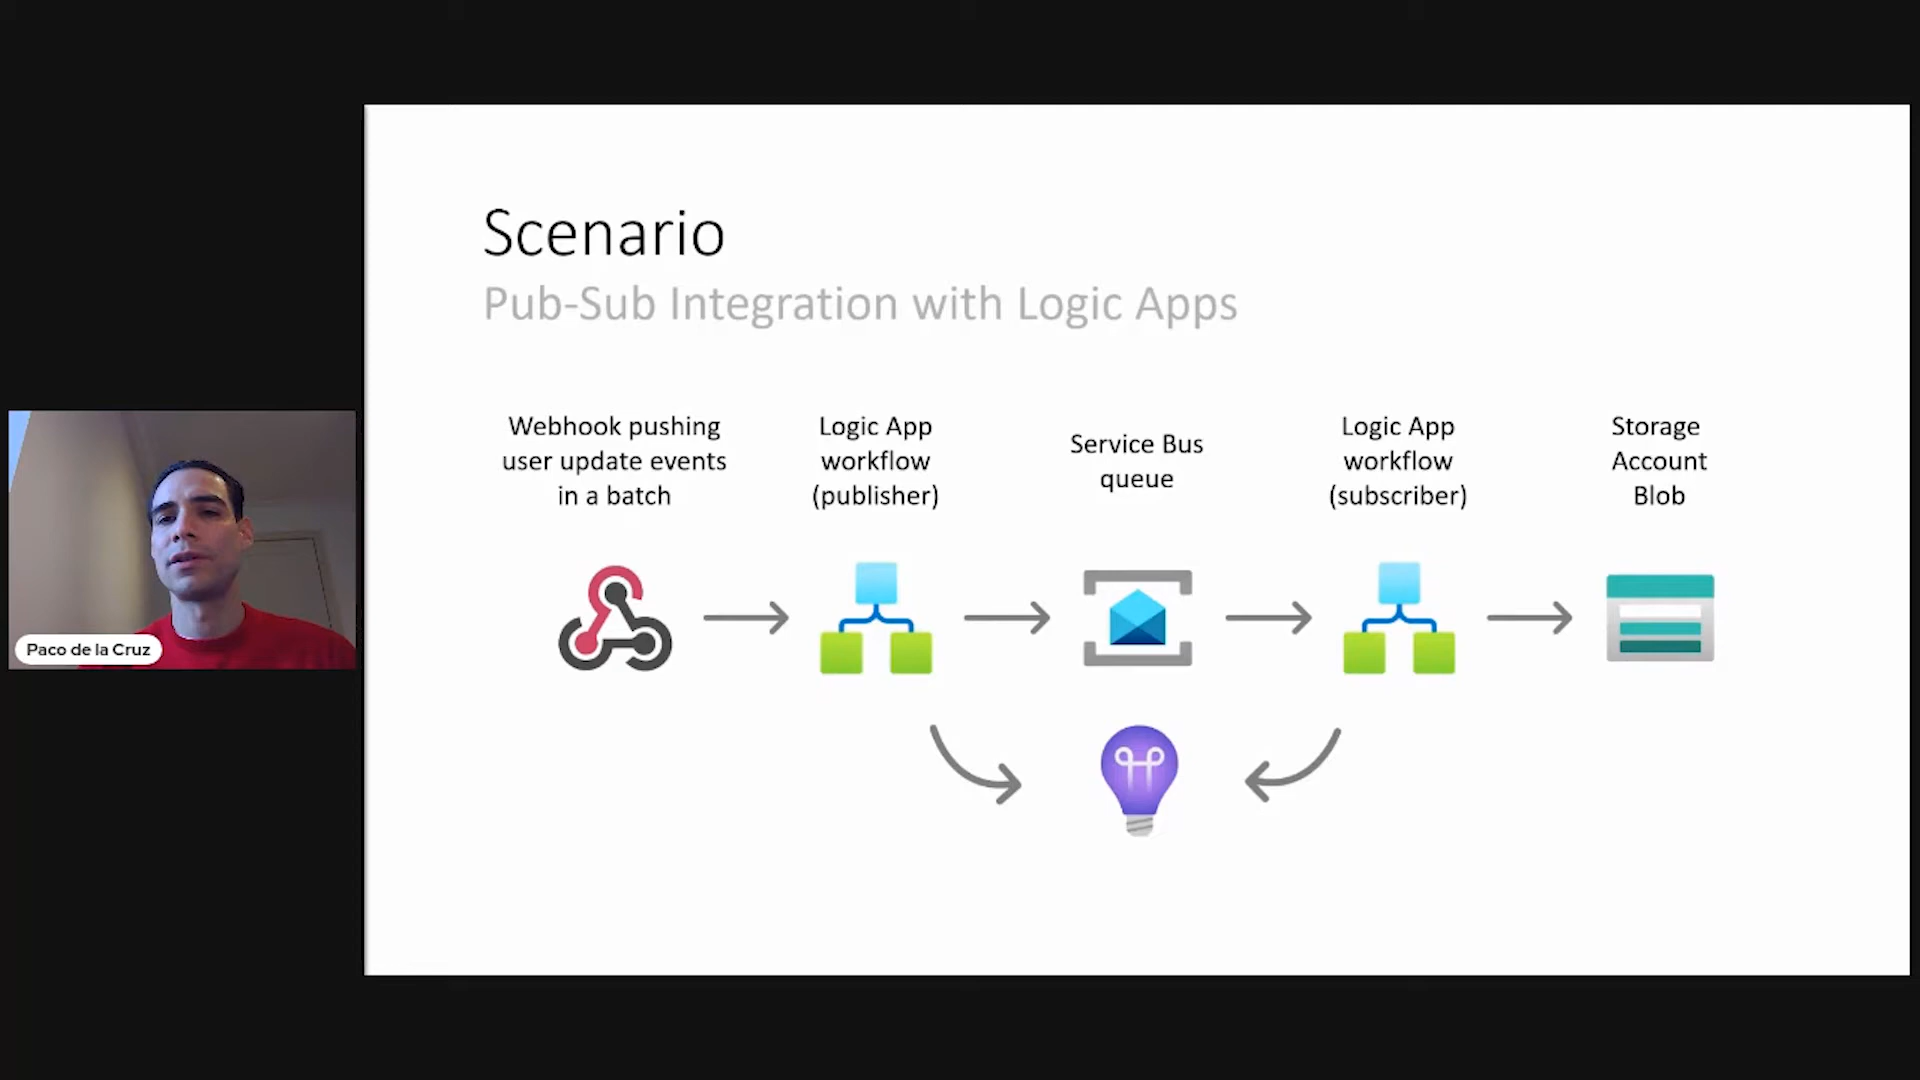 Scenario
Pub-Sub Integration with Logic Apps
Webhook pushing
user update events
in a batch
Logic App
workflow
(publisher)
Service Bus
queue
Logic App
workflow
(subscriber)
Storage
Account
Blob
Paco de la Cruz